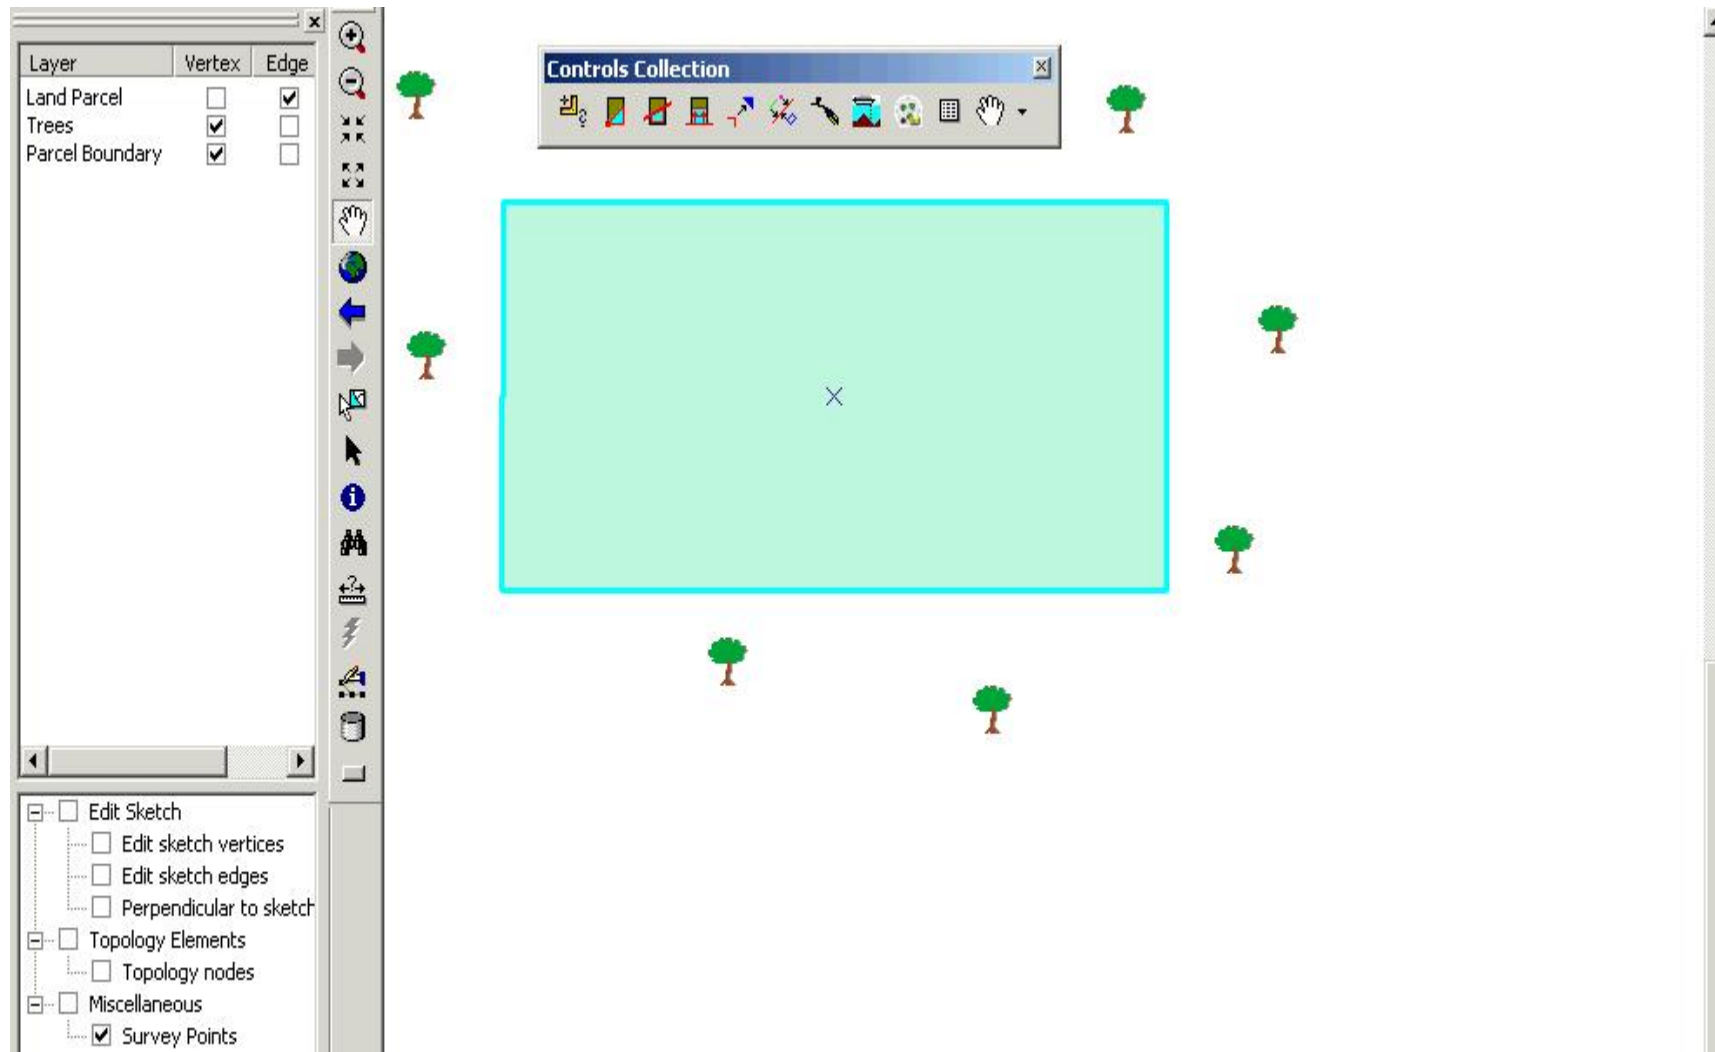 Layer Vertex Edge
Land Parcel
Trees
Parcel Boundary
Controls Collection
Edit Sketch
Edit sketch vertices
Edit sketch edges
Perpendicular to sketch
Topology Elements
Topology nodes
Miscellaneous
Survey Points